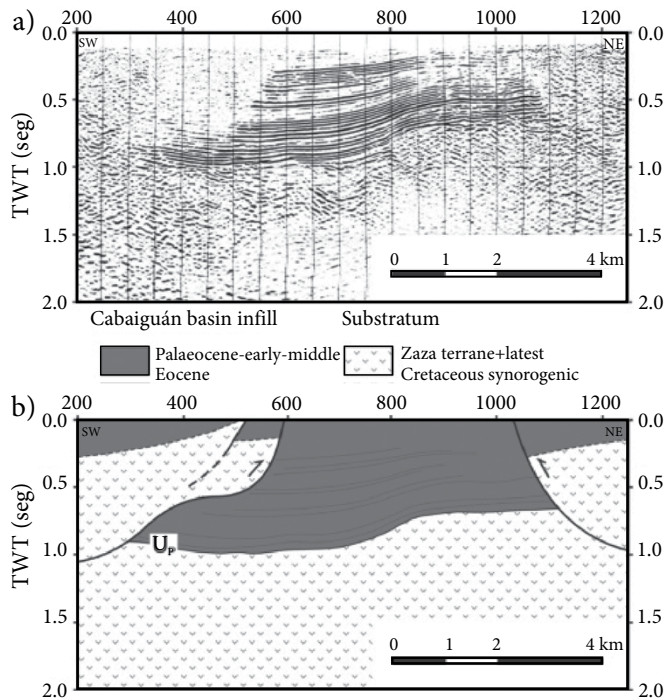 a)
200 400 600 800 1000 1200
0.0 SW NE 0.0
TWT (seg)
0.5 0.5
1.0 1.0
1.5 1.5
0 1 2 4 km
2.0 2.0
Cabaiguán basin infill Substratum
Palaeocene-early-middle Zaza terrane+latest
Eocene Cretaceous synorogenic
b)
200 400 600 800 1000 1200
0.0 SW NE 0.0
TWT (seg)
0.5 0.5
UP
1.0 1.0
1.5 1.5
0 1 2 4 km
2.0 2.0